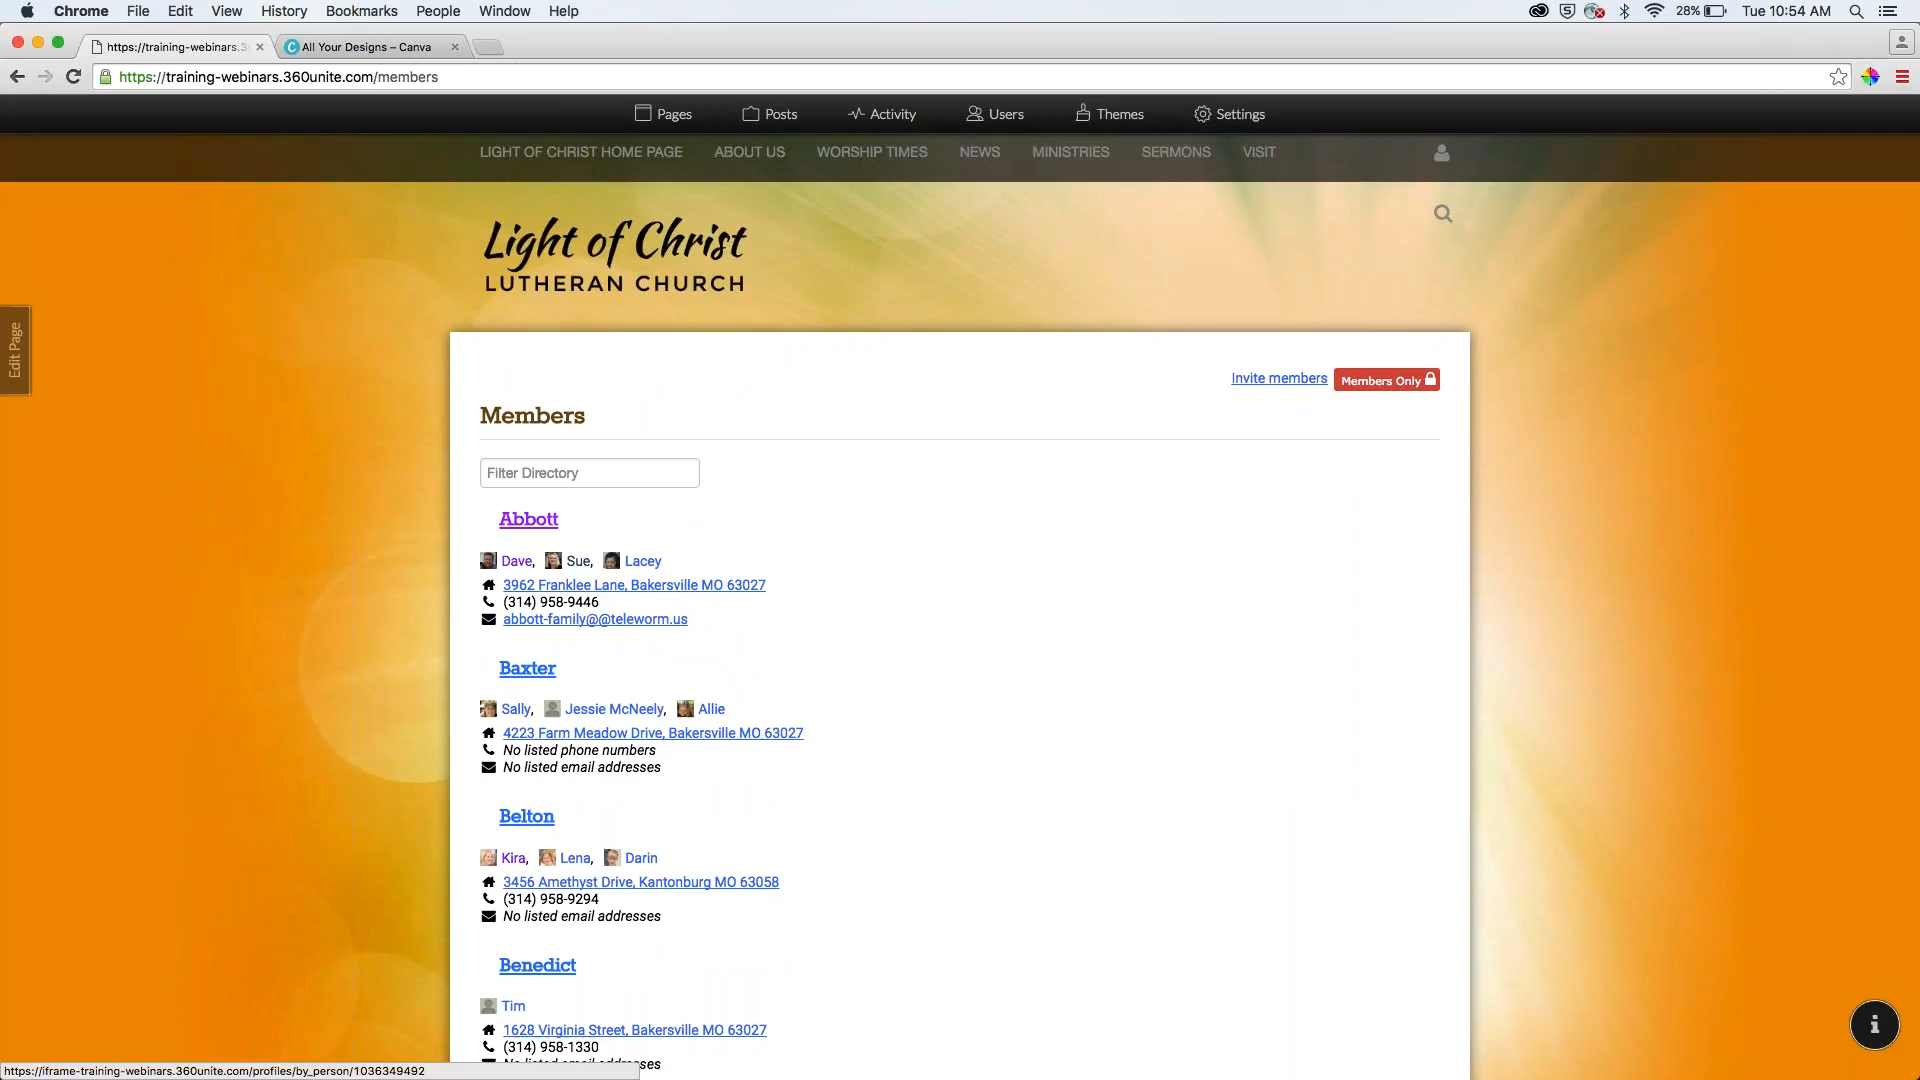 Chrome File Edit View History Bookmarks People Window Help 28% Tue 10:54 AM
https://training-webinars.3 All Your Designs – Canva
https://training-webinars.360unite.com/members
Pages Posts Activity Users Themes Settings
LIGHT OF CHRIST HOME PAGE ABOUT US WORSHIP TIMES NEWS MINISTRIES SERMONS VISIT
Light of Christ
LUTHERAN CHURCH
Edit Page
Invite members Members Only
Members
Filter Directory
Abbott
Dave, Sue, Lacey
3962 Franklee Lane, Bakersville MO 63027
(314) 958-9446
abbott-family@@teleworm.us
Baxter
Sally, Jessie McNeely, Allie
4223 Farm Meadow Drive, Bakersville MO 63027
No listed phone numbers
No listed email addresses
Belton
Kira, Lena, Darin
3456 Amethyst Drive, Kantonburg MO 63058
(314) 958-9294
No listed email addresses
Benedict
Tim
1628 Virginia Street, Bakersville MO 63027
(314) 958-1330
No listed email addresses
https://iframe-training-webinars.360unite.com/profiles/by_person/1036349492